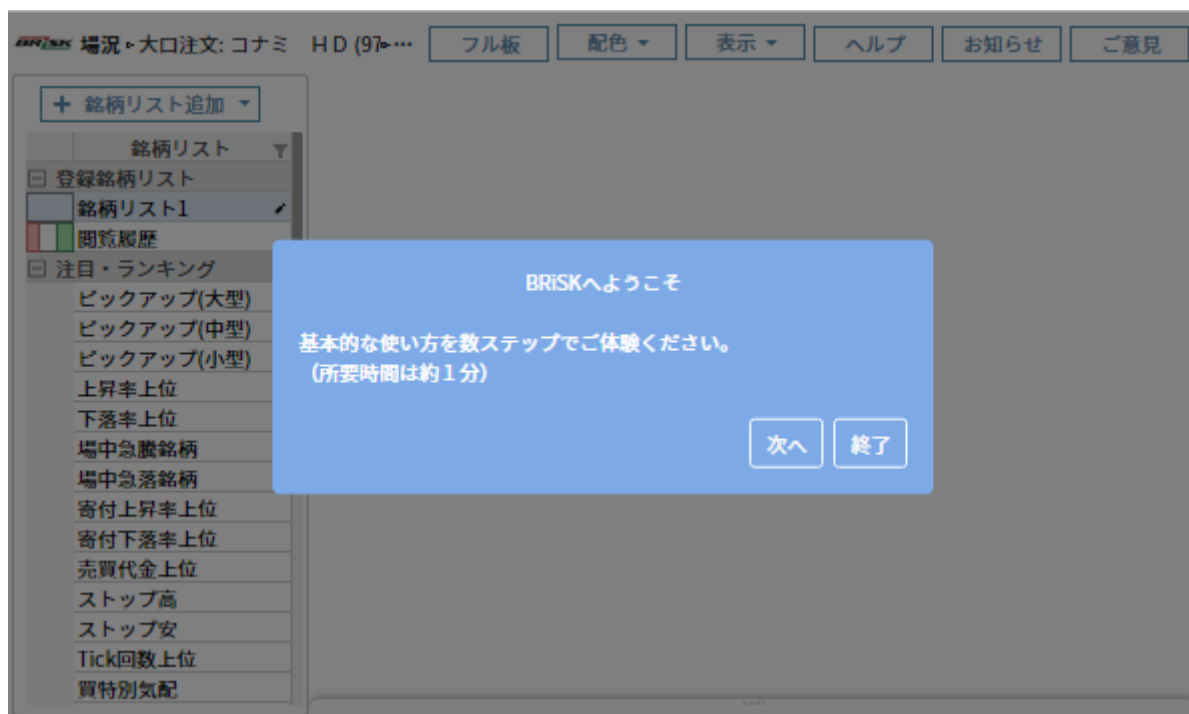 BRiSK 場況▸大口注文: コナミ ＨＤ (97▸…
フル板
配色
表示
ヘルプ
お知らせ
ご意見
＋ 銘柄リスト追加
銘柄リスト
登録銘柄リスト
銘柄リスト1
閲覧履歴
注目・ランキング
ピックアップ(大型)
ピックアップ(中型)
ピックアップ(小型)
上昇率上位
下落率上位
場中急騰銘柄
場中急落銘柄
寄付上昇率上位
寄付下落率上位
売買代金上位
ストップ高
ストップ安
Tick回数上位
買特別気配
BRiSKへようこそ
基本的な使い方を数ステップでご体験ください。
（所要時間は約１分）
次へ
終了